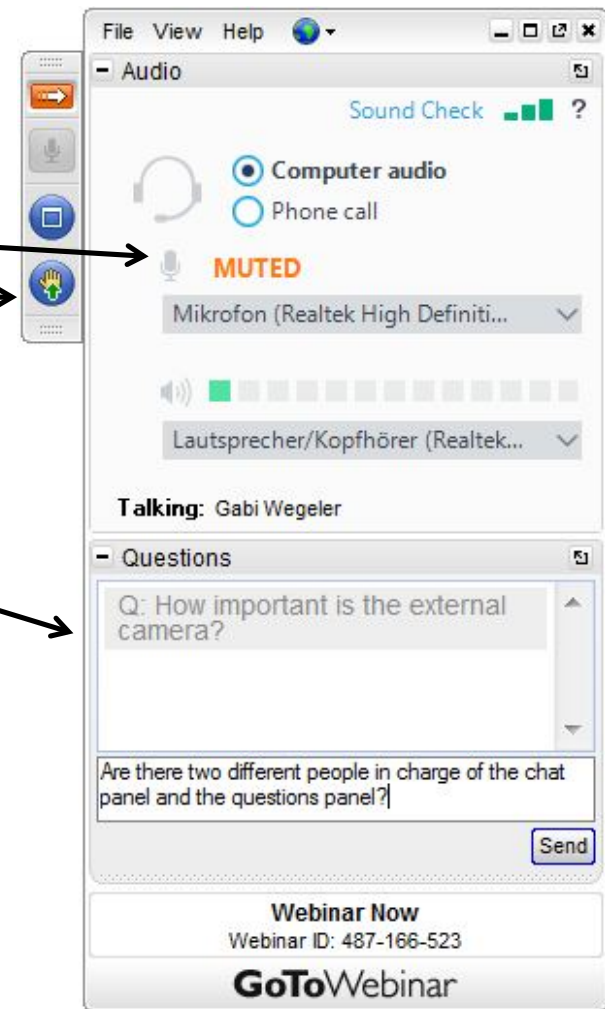 File View Help
Audio
Sound Check ?
Computer audio
Phone call
MUTED
Mikrofon (Realtek High Definiti...
Lautsprecher/Kopfhörer (Realtek...
Talking: Gabi Wegeler
Questions
Q: How important is the external
camera?
Are there two different people in charge of the chat
panel and the questions panel?
Send
Webinar Now
Webinar ID: 487-166-523
GoToWebinar